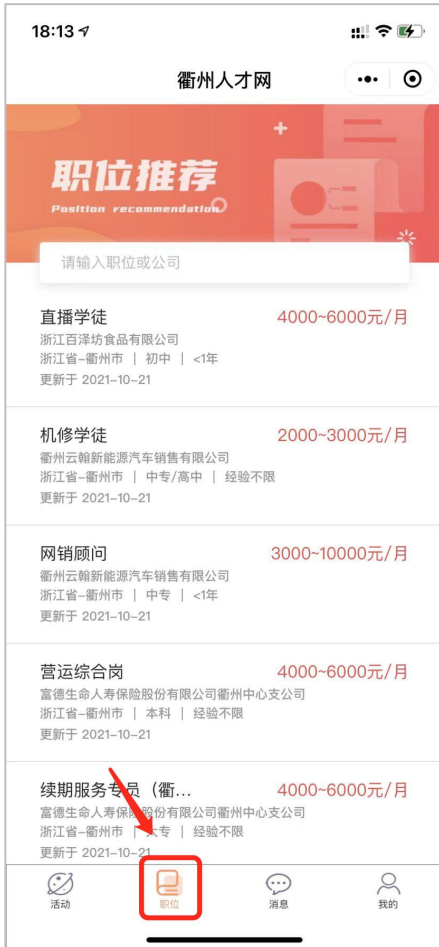 18:13
衢州人才网
职位推荐
Position recommendation
请输入职位或公司
直播学徒 4000~6000元/月
浙江百泽坊食品有限公司
浙江省-衢州市 | 初中 | <1年
更新于 2021-10-21
机修学徒 2000~3000元/月
衢州云翰新能源汽车销售有限公司
浙江省-衢州市 | 中专/高中 | 经验不限
更新于 2021-10-21
网销顾问 3000~10000元/月
衢州云翰新能源汽车销售有限公司
浙江省-衢州市 | 中专 | <1年
更新于 2021-10-21
营运综合岗 4000~6000元/月
富德生命人寿保险股份有限公司衢州中心支公司
浙江省-衢州市 | 本科 | 经验不限
更新于 2021-10-21
续期服务专员（衢... 4000~6000元/月
富德生命人寿保险股份有限公司衢州中心支公司
浙江省-衢州市 | 大专 | 经验不限
更新于 2021-10-21
活动 职位 消息 我的